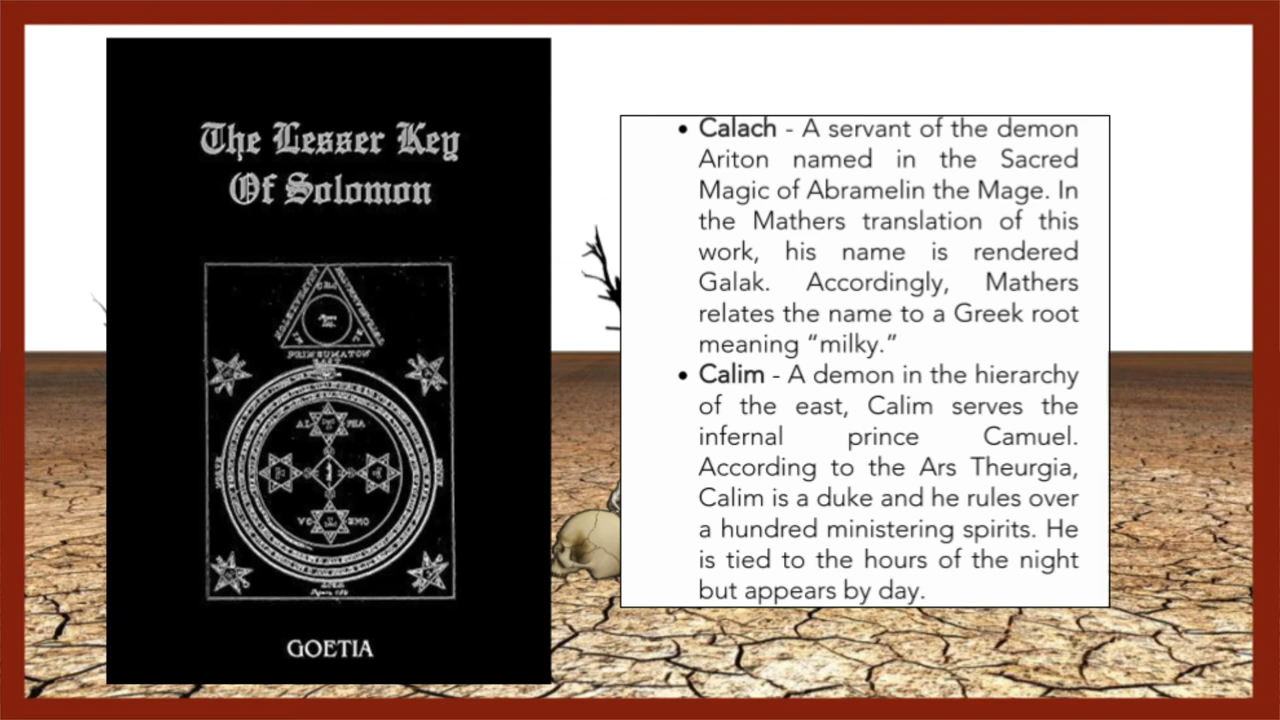 The Lesser Key
Of Solomon
PRIMEUMATON
ALPHA
GOETIA
• Calach - A servant of the demon
Ariton named in the Sacred
Magic of Abramelin the Mage. In
the Mathers translation of this
work, his name is rendered
Galak. Accordingly, Mathers
relates the name to a Greek root
meaning “milky.”
• Calim - A demon in the hierarchy
of the east, Calim serves the
infernal prince Camuel.
According to the Ars Theurgia,
Calim is a duke and he rules over
a hundred ministering spirits. He
is tied to the hours of the night
but appears by day.